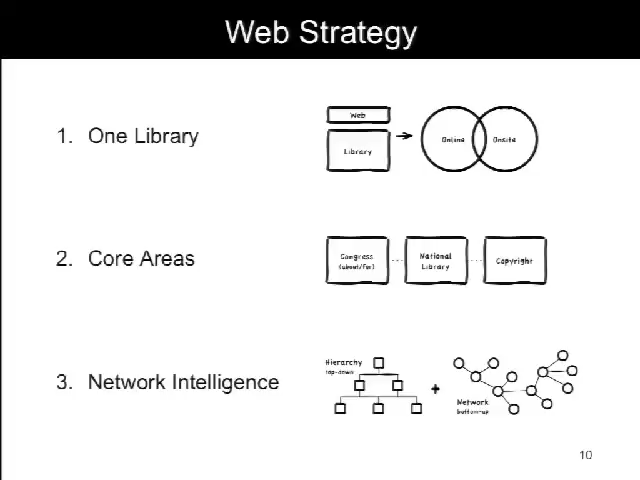 Web Strategy
1. One Library
Web
Library
Online
Onsite
2. Core Areas
Congress
(about/for)
National
Library
Copyright
3. Network Intelligence
Hierarchy
top-down
+
Network
bottom-up
10